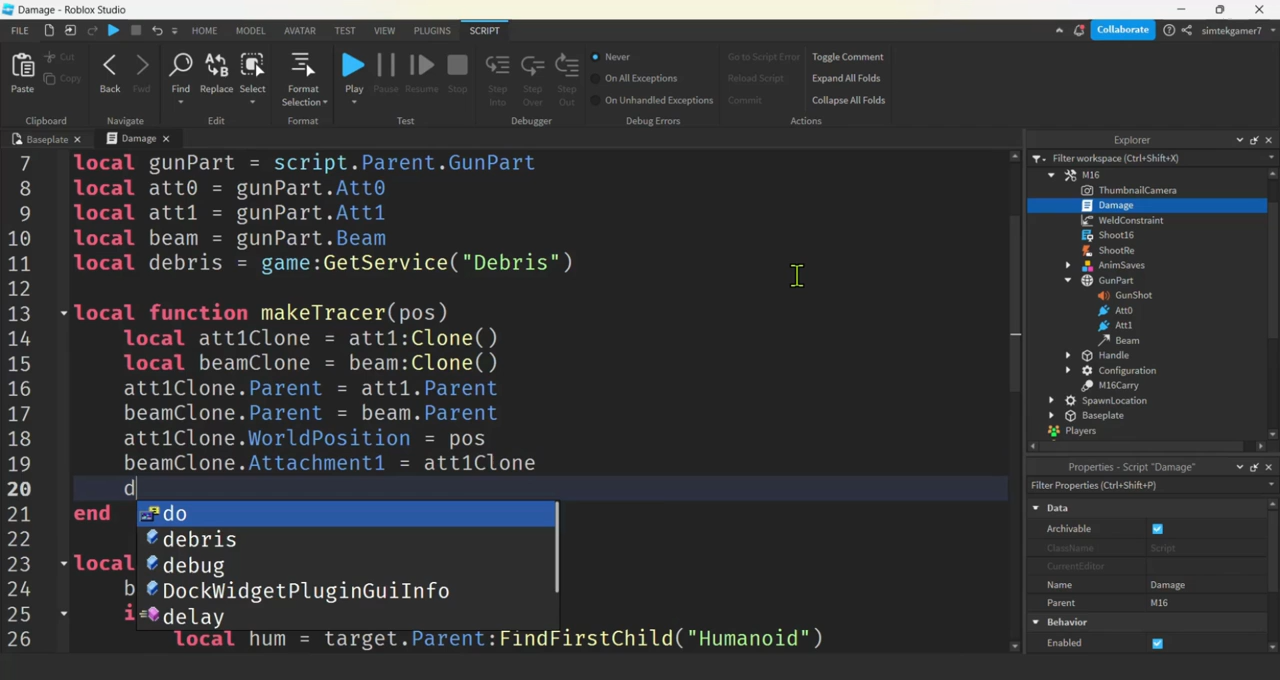 Damage - Roblox Studio
FILE HOME MODEL AVATAR TEST VIEW PLUGINS SCRIPT Collaborate simtekgamer7
Paste Cut Copy Back Fwd Find Replace Select Format Selection Play Pause Resume Stop Step Into Step Over Step Out
Never
On All Exceptions
On Unhandled Exceptions
Go to Script Error
Reload Script
Commit
Toggle Comment
Expand All Folds
Collapse All Folds
Clipboard Navigate Edit Format Test Debugger Debug Errors Actions
Baseplate Damage
7 local gunPart = script.Parent.GunPart
8 local att0 = gunPart.Att0
9 local att1 = gunPart.Att1
10 local beam = gunPart.Beam
11 local debris = game:GetService("Debris")
12
13 local function makeTracer(pos)
14 local att1Clone = att1:Clone()
15 local beamClone = beam:Clone()
16 att1Clone.Parent = att1.Parent
17 beamClone.Parent = beam.Parent
18 att1Clone.WorldPosition = pos
19 beamClone.Attachment1 = att1Clone
20 d
21 end
22
23 local
24 b
25 i
26 local hum = target.Parent:FindFirstChild("Humanoid")
do
debris
debug
DockWidgetPluginGuiInfo
delay
Explorer
Filter workspace (Ctrl+Shift+X)
M16
ThumbnailCamera
Damage
WeldConstraint
Shoot16
ShootRe
AnimSaves
GunPart
GunShot
Att0
Att1
Beam
Handle
Configuration
M16Carry
SpawnLocation
Baseplate
Players
Properties - Script "Damage"
Filter Properties (Ctrl+Shift+P)
Data
Archivable
ClassName Script
CurrentEditor
Name Damage
Parent M16
Behavior
Enabled